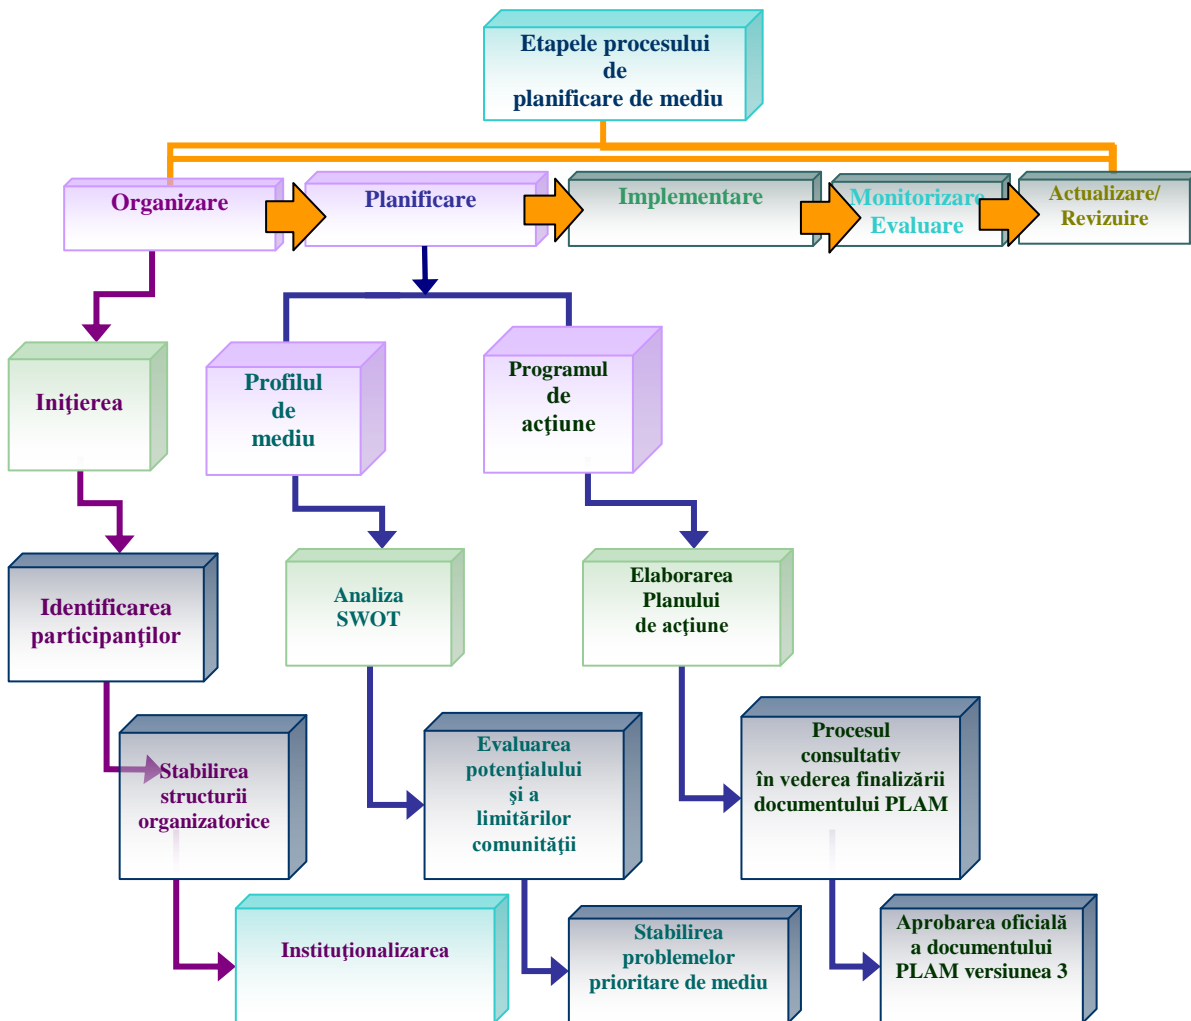 Etapele procesului
de
planificare de mediu
Organizare
Planificare
Implementare
Monitorizare
Evaluare
Actualizare/
Revizuire
Iniţierea
Profilul
de
mediu
Programul
de
acţiune
Identificarea
participanţilor
Analiza
SWOT
Elaborarea
Planului
de acţiune
Stabilirea
structurii
organizatorice
Evaluarea
potenţialului
şi a
limitărilor
comunităţii
Procesul
consultativ
în vederea finalizării
documentului PLAM
Instituţionalizarea
Stabilirea
problemelor
prioritare de mediu
Aprobarea oficială
a documentului
PLAM versiunea 3